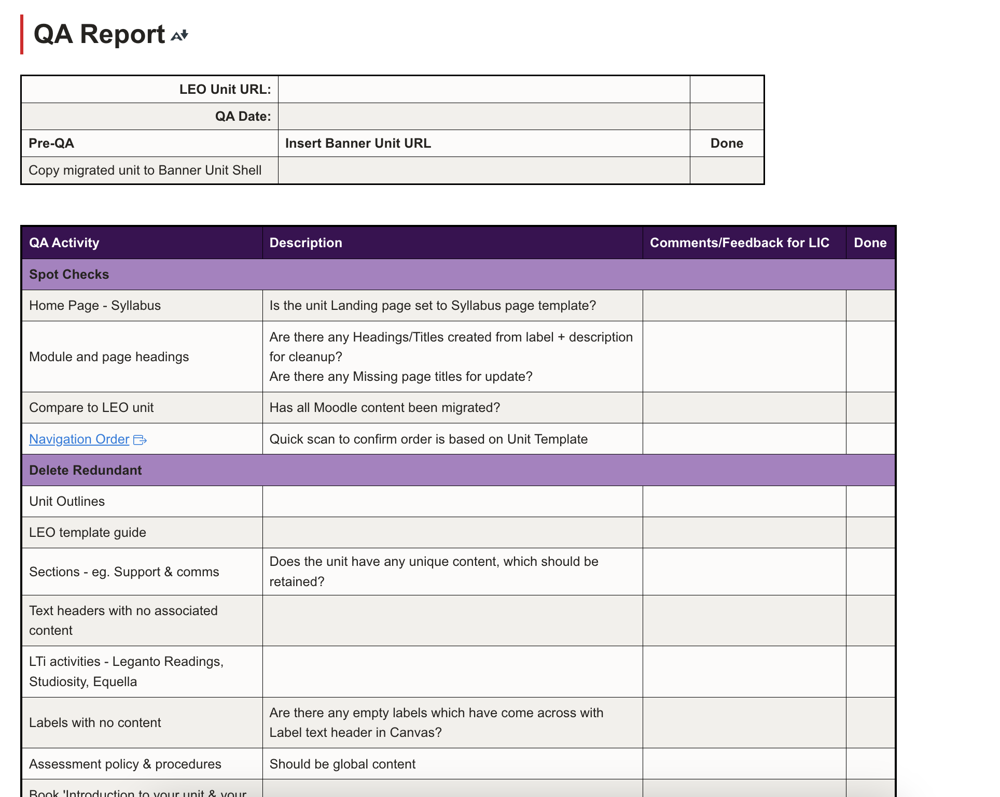 QA Report
LEO Unit URL:
QA Date:
Pre-QA Insert Banner Unit URL Done
Copy migrated unit to Banner Unit Shell
QA Activity Description Comments/Feedback for LIC Done
Spot Checks
Home Page - Syllabus Is the unit Landing page set to Syllabus page template?
Module and page headings
Are there any Headings/Titles created from label + description
for cleanup?
Are there any Missing page titles for update?
Compare to LEO unit Has all Moodle content been migrated?
Navigation Order Quick scan to confirm order is based on Unit Template
Delete Redundant
Unit Outlines
LEO template guide
Sections - eg. Support & comms
Does the unit have any unique content, which should be
retained?
Text headers with no associated
content
LTi activities - Leganto Readings,
Studiosity, Equella
Labels with no content
Are there any empty labels which have come across with
Label text header in Canvas?
Assessment policy & procedures Should be global content
Book 'Introduction to your unit & your